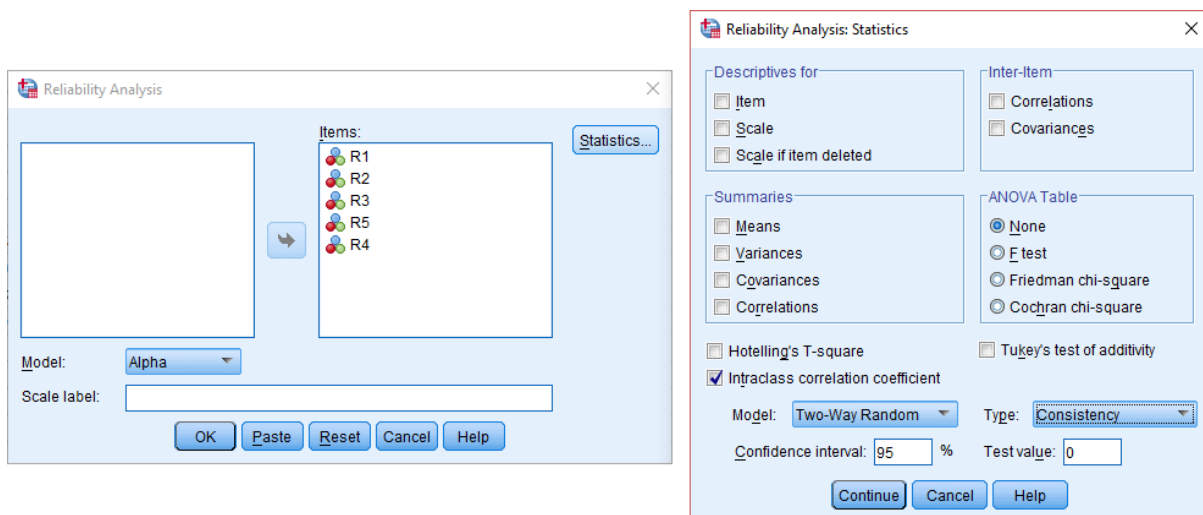 Reliability Analysis
Items:
R1
R2
R3
R5
R4
Statistics...
Model: Alpha
Scale label:
OK Paste Reset Cancel Help
Reliability Analysis: Statistics
Descriptives for
Item
Scale
Scale if item deleted
Inter-Item
Correlations
Covariances
Summaries
Means
Variances
Covariances
Correlations
ANOVA Table
None
F test
Friedman chi-square
Cochran chi-square
Hotelling's T-square
Tukey's test of additivity
Intraclass correlation coefficient
Model: Two-Way Random Type: Consistency
Confidence interval: 95 % Test value: 0
Continue Cancel Help